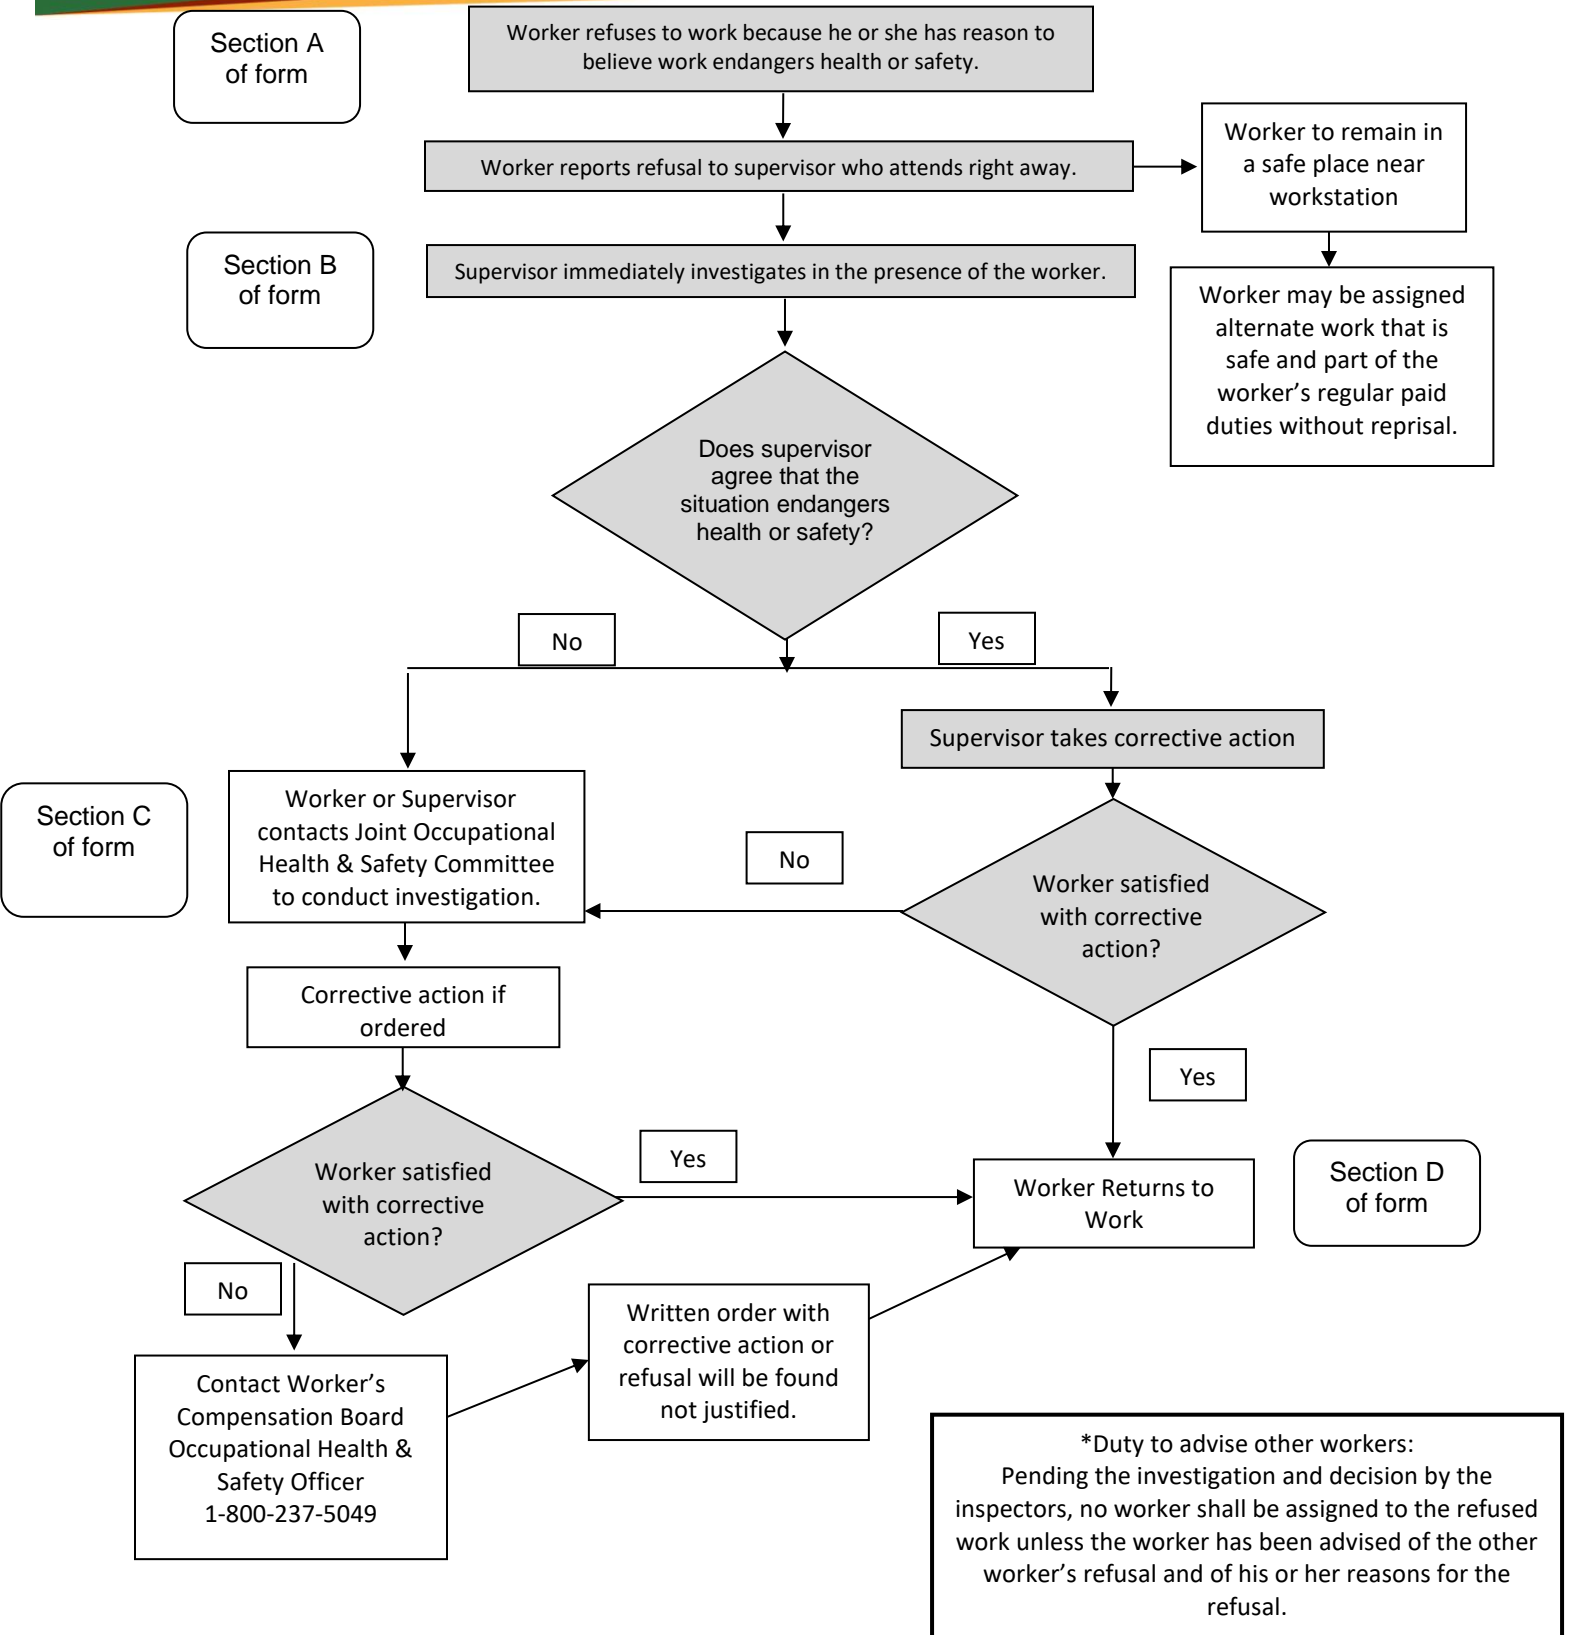 Section A
of form
Worker refuses to work because he or she has reason to
believe work endangers health or safety.
Worker reports refusal to supervisor who attends right away.
Worker to remain in
a safe place near
workstation
Section B
of form
Supervisor immediately investigates in the presence of the worker.
Worker may be assigned
alternate work that is
safe and part of the
worker’s regular paid
duties without reprisal.
Does supervisor
agree that the
situation endangers
health or safety?
No
Yes
Supervisor takes corrective action
Section C
of form
Worker or Supervisor
contacts Joint Occupational
Health & Safety Committee
to conduct investigation.
No
Worker satisfied
with corrective
action?
Corrective action if
ordered
Yes
Worker satisfied
with corrective
action?
Yes
Worker Returns to
Work
Section D
of form
No
Written order with
corrective action or
refusal will be found
not justified.
Contact Worker’s
Compensation Board
Occupational Health &
Safety Officer
1-800-237-5049
*Duty to advise other workers:
Pending the investigation and decision by the
inspectors, no worker shall be assigned to the refused
work unless the worker has been advised of the other
worker’s refusal and of his or her reasons for the
refusal.